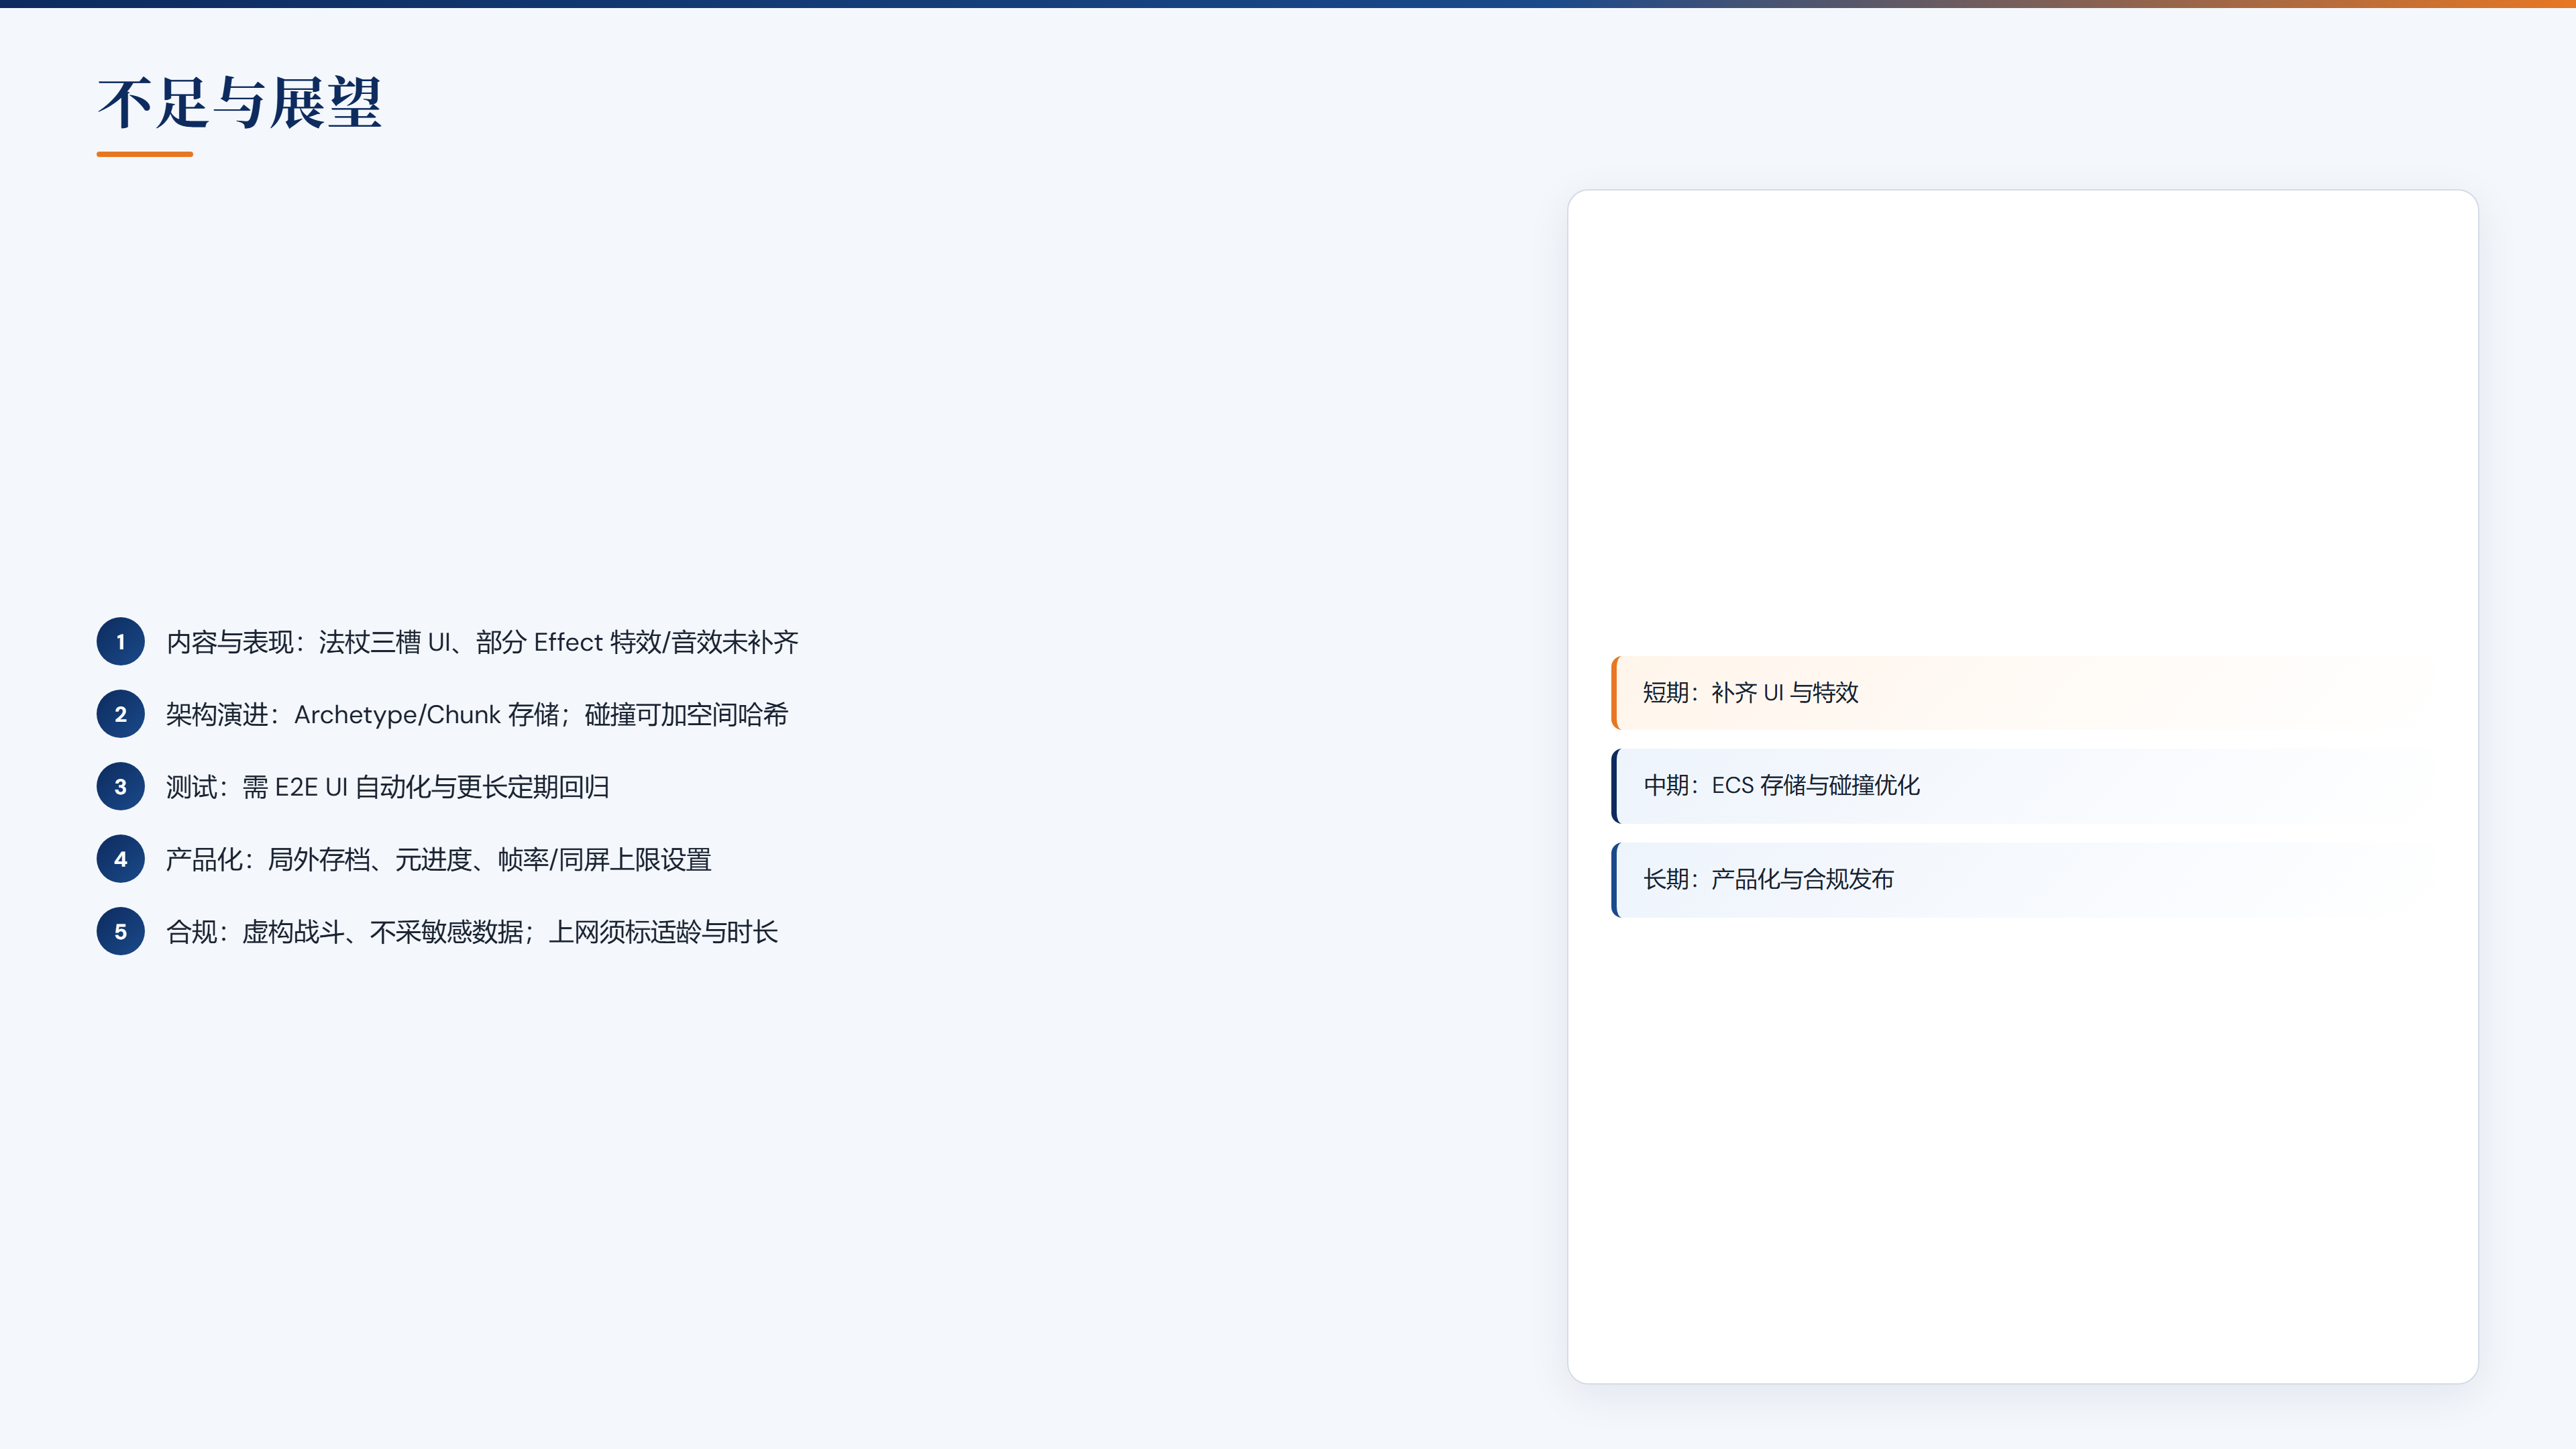 不足与展望
1 内容与表现：法杖三槽 UI、部分 Effect 特效/音效未补齐
2 架构演进：Archetype/Chunk 存储；碰撞可加空间哈希
3 测试：需 E2E UI 自动化与更长定期回归
4 产品化：局外存档、元进度、帧率/同屏上限设置
5 合规：虚构战斗、不采敏感数据；上网须标适龄与时长
短期：补齐 UI 与特效
中期：ECS 存储与碰撞优化
长期：产品化与合规发布